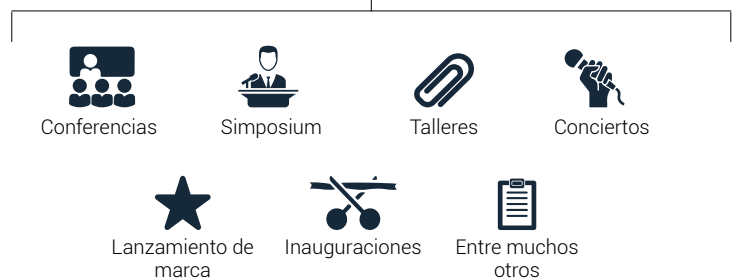 Conferencias
Simposium
Talleres
Conciertos
Lanzamiento de
marca
Inauguraciones
Entre muchos
otros